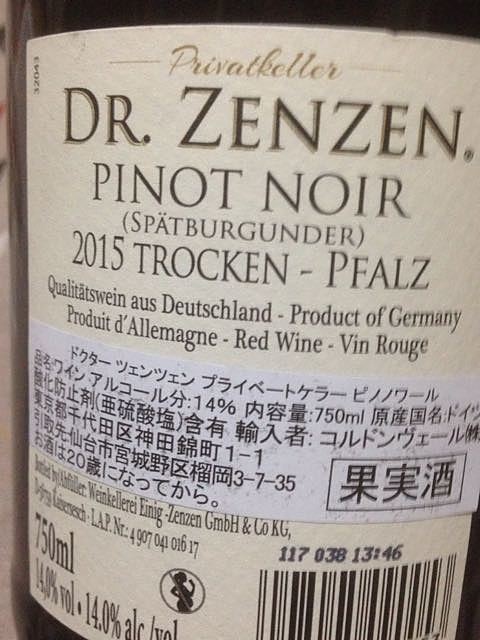 32043
Privatkeller
DR. ZENZEN®
PINOT NOIR
(SPÄTBURGUNDER)
2015 TROCKEN - PFALZ
Qualitätswein aus Deutschland - Product of Germany
Produit d'Allemagne - Red Wine - Vin Rouge
ドクター ツェンツェン プライベートケラー ピノノワール
品名:ワイン アルコール分:14% 内容量:750ml 原産国名:ドイツ
酸化防止剤(亜硫酸塩)含有 輸入者: コルドンヴェール㈱
東京都千代田区神田錦町1-1
引取先:仙台市宮城野区榴岡3-7-35
お酒は20歳になってから。
果実酒
Bottled by/Abfüller: Weinkellerei Einig-Zenzen GmbH & Co KG,
Kaisersesch · L.A.P. Nr.: 4 907 041 016 17
117 038 13:46
750ml
14,0% vol • 14.0% alc./vol